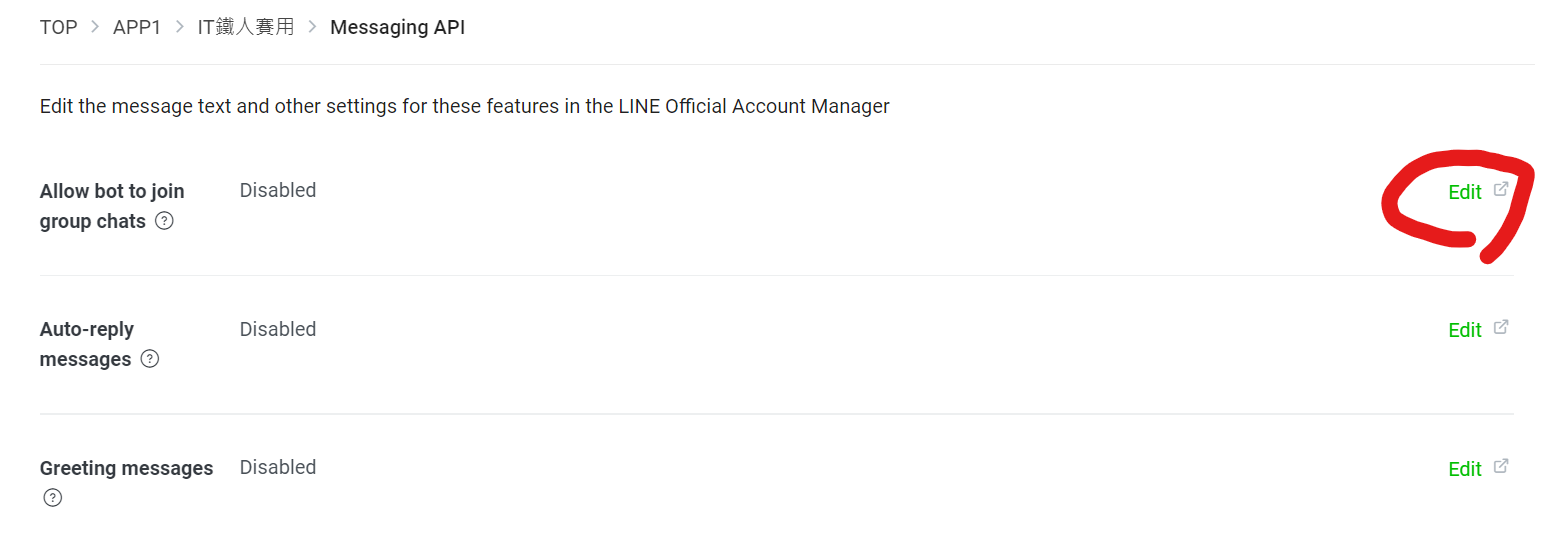 TOP > APP1 > IT鐵人賽用 > Messaging API
Edit the message text and other settings for these features in the LINE Official Account Manager
Allow bot to join group chats ? Disabled Edit
Auto-reply messages ? Disabled Edit
Greeting messages ? Disabled Edit